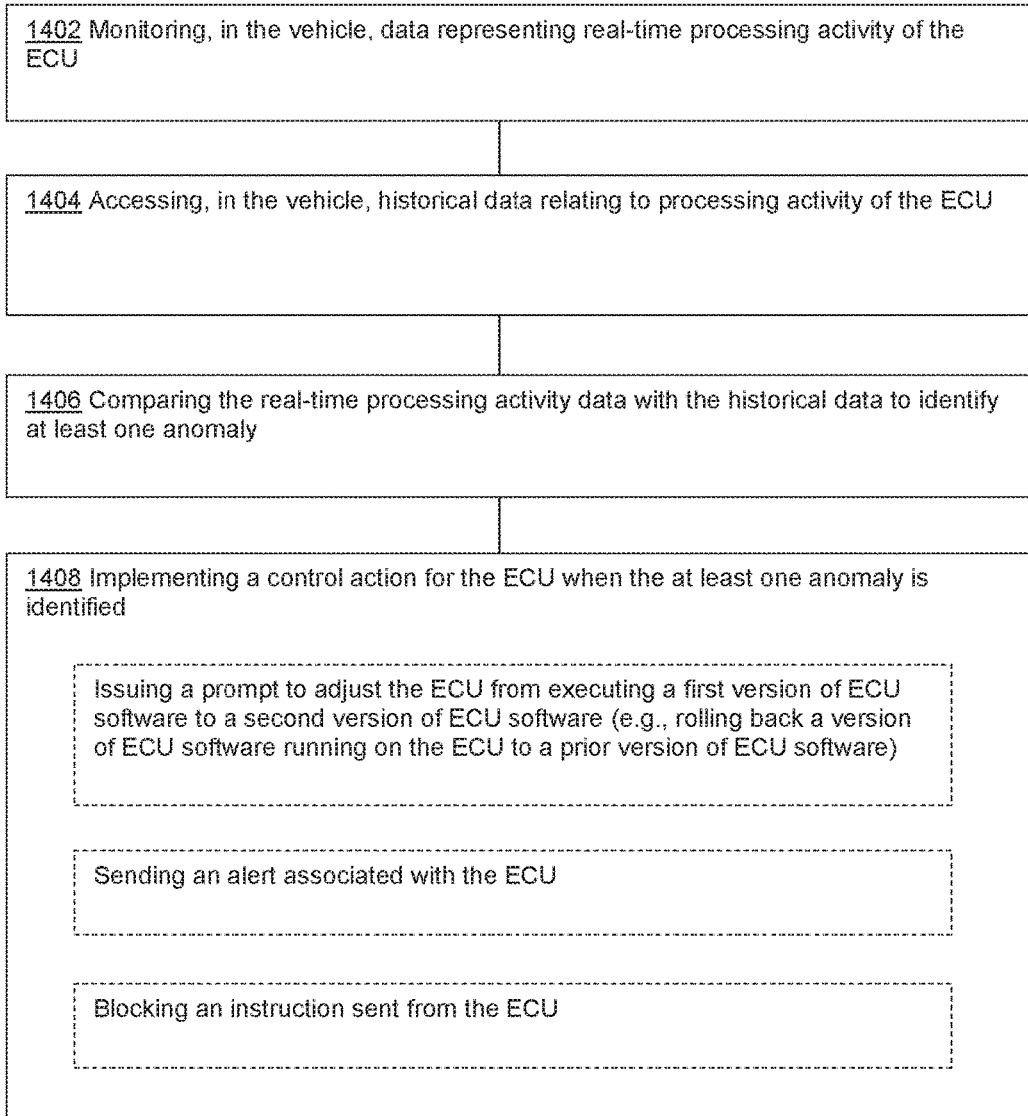 1402 Monitoring, in the vehicle, data representing real-time processing activity of the
ECU
1404 Accessing, in the vehicle, historical data relating to processing activity of the ECU
1406 Comparing the real-time processing activity data with the historical data to identify
at least one anomaly
1408 Implementing a control action for the ECU when the at least one anomaly is
identified
Issuing a prompt to adjust the ECU from executing a first version of ECU
software to a second version of ECU software (e.g., rolling back a version
of ECU software running on the ECU to a prior version of ECU software)
Sending an alert associated with the ECU
Blocking an instruction sent from the ECU